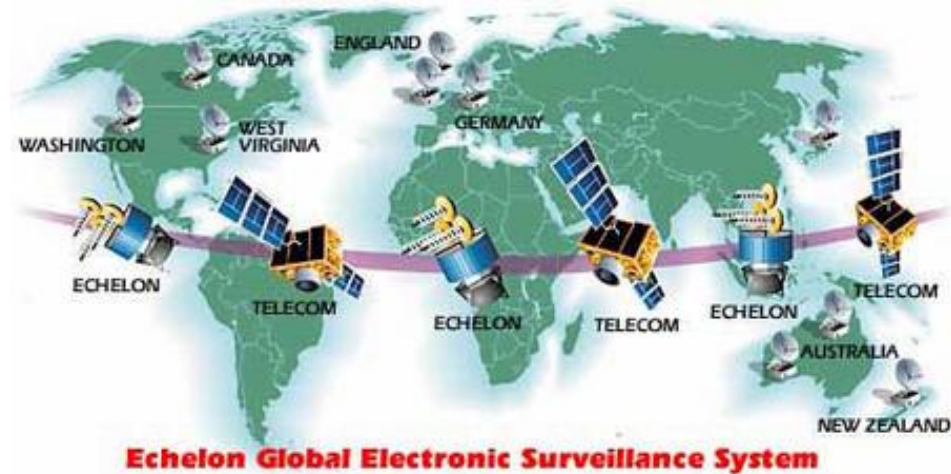 ENGLAND
CANADA
WASHINGTON
WEST
VIRGINIA
GERMANY
ECHELON
TELECOM
ECHELON
TELECOM
ECHELON
TELECOM
AUSTRALIA
NEW ZEALAND
Echelon Global Electronic Surveillance System